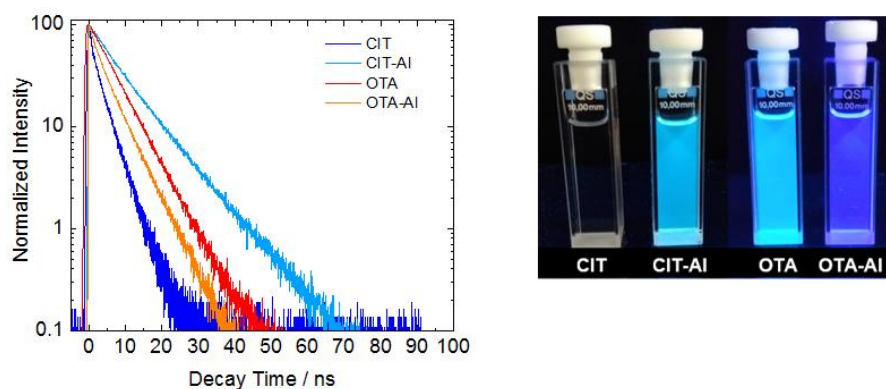 100
10
1
0.1
Normalized Intensity
CIT
CIT-Al
OTA
OTA-Al
0 10 20 30 40 50 60 70 80 90 100
Decay Time / ns
QS
10,00mm
QS
10,00mm
QS
10,00mm
QS
10,00mm
CIT CIT-Al OTA OTA-Al